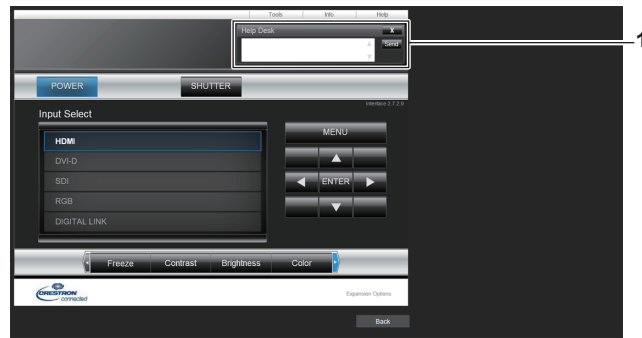 Tools Info Help
Help Desk X
Send
1
POWER SHUTTER
Interface 2.7.2.9
Input Select
MENU
HDMI
DVI-D
SDI
ENTER
RGB
DIGITAL LINK
Freeze Contrast Brightness Color
CRESTRON
connected
Expansion Options
Back